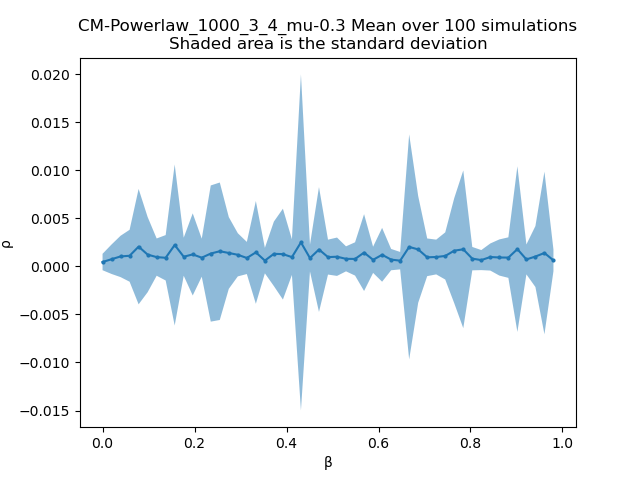 CM-Powerlaw_1000_3_4_mu-0.3 Mean over 100 simulations
Shaded area is the standard deviation
0.020
0.015
0.010
0.005
0.000
−0.005
−0.010
−0.015
ρ
0.0 0.2 0.4 0.6 0.8 1.0
β